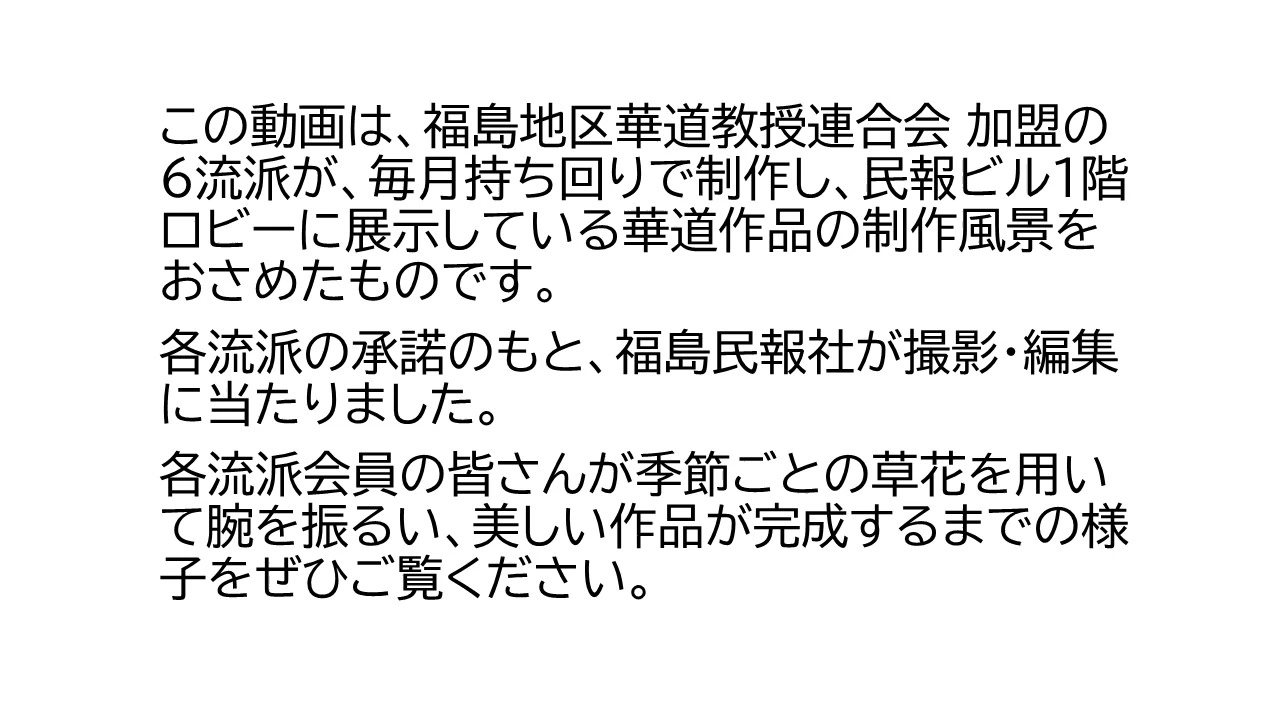 この動画は、福島地区華道教授連合会 加盟の
６流派が、毎月持ち回りで制作し、民報ビル１階
ロビーに展示している華道作品の制作風景を
おさめたものです。
各流派の承諾のもと、福島民報社が撮影・編集
に当たりました。
各流派会員の皆さんが季節ごとの草花を用い
て腕を振るい、美しい作品が完成するまでの様
子をぜひご覧ください。